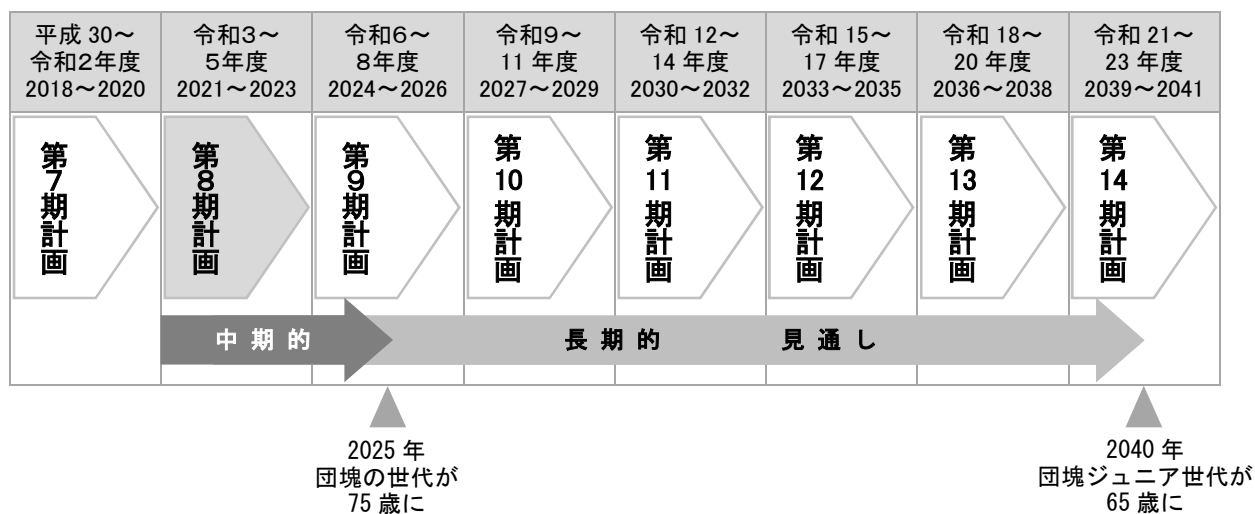 平成 30～
令和２年度
2018～2020
令和３～
５年度
2021～2023
令和６～
８年度
2024～2026
令和９～
11 年度
2027～2029
令和 12～
14 年度
2030～2032
令和 15～
17 年度
2033～2035
令和 18～
20 年度
2036～2038
令和 21～
23 年度
2039～2041
第７期計画
第８期計画
第９期計画
第10期計画
第11期計画
第12期計画
第13期計画
第14期計画
中期的
長期的 見通し
2025 年
団塊の世代が
75 歳に
2040 年
団塊ジュニア世代が
65 歳に